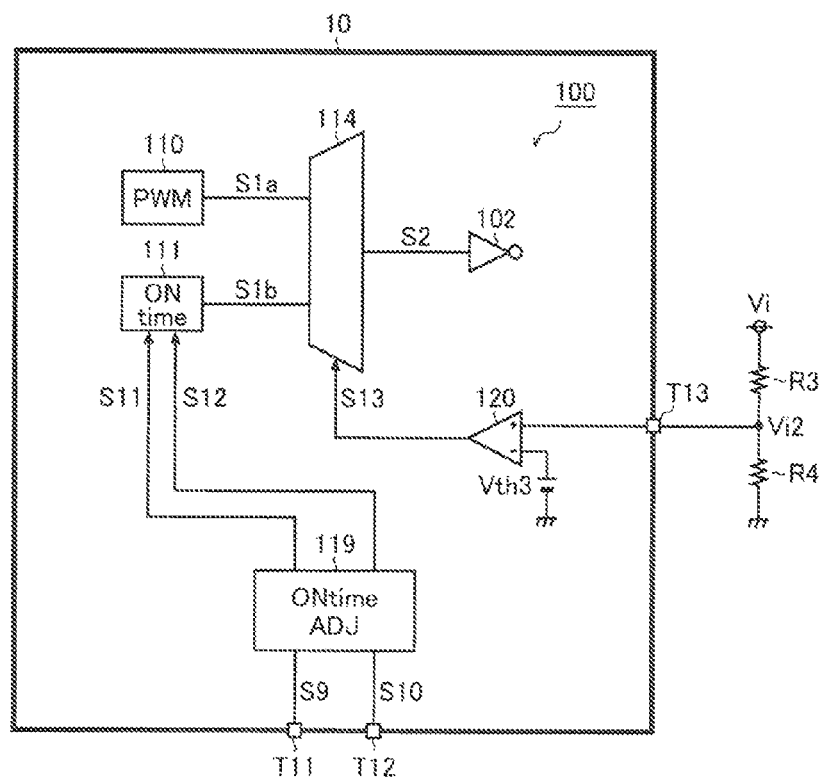 10
100
114
110
PWM
S1a
102
S2
111
ON
time
S1b
Vi
S11
S12
S13
120
T13
R3
Vi2
+
-
Vth3
R4
119
ONtime
ADJ
S9
S10
T11
T12